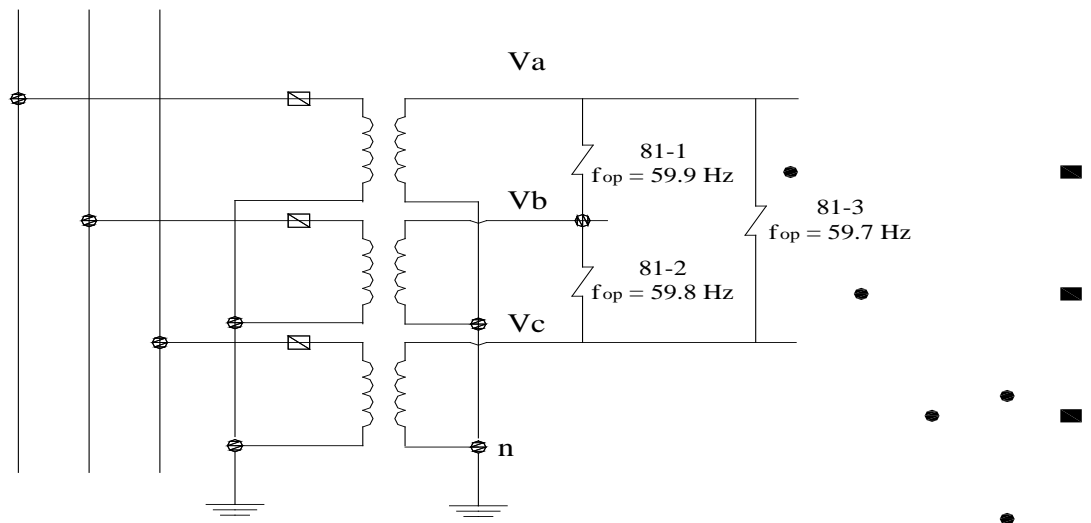 Va
81-1
fop = 59.9 Hz
Vb
81-3
fop = 59.7 Hz
81-2
fop = 59.8 Hz
Vc
n